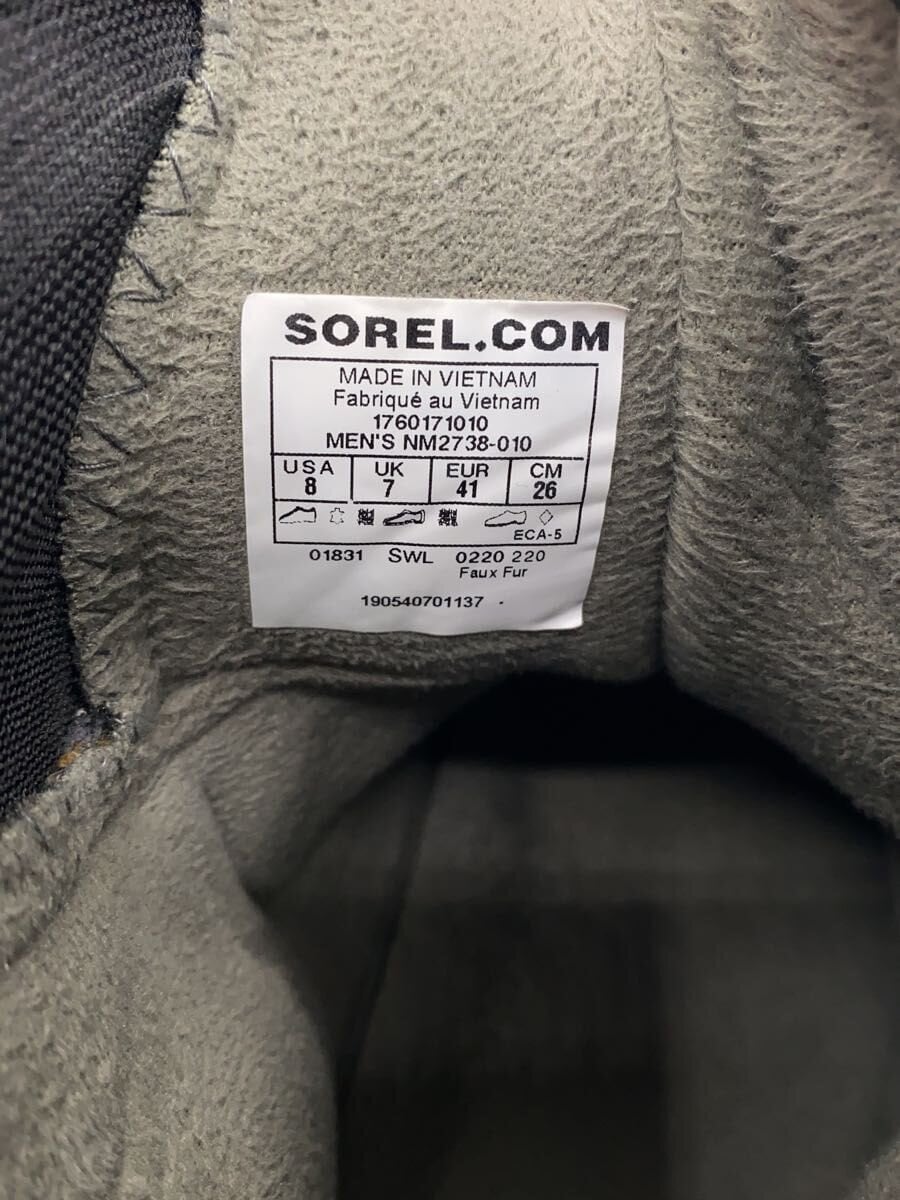 SOREL.COM
MADE IN VIETNAM
Fabriqué au Vietnam
1760171010
MEN'S NM2738-010
USA UK EUR CM
8 7 41 26
ECA-5
01831 SWL 0220 220
Faux Fur
190540701137